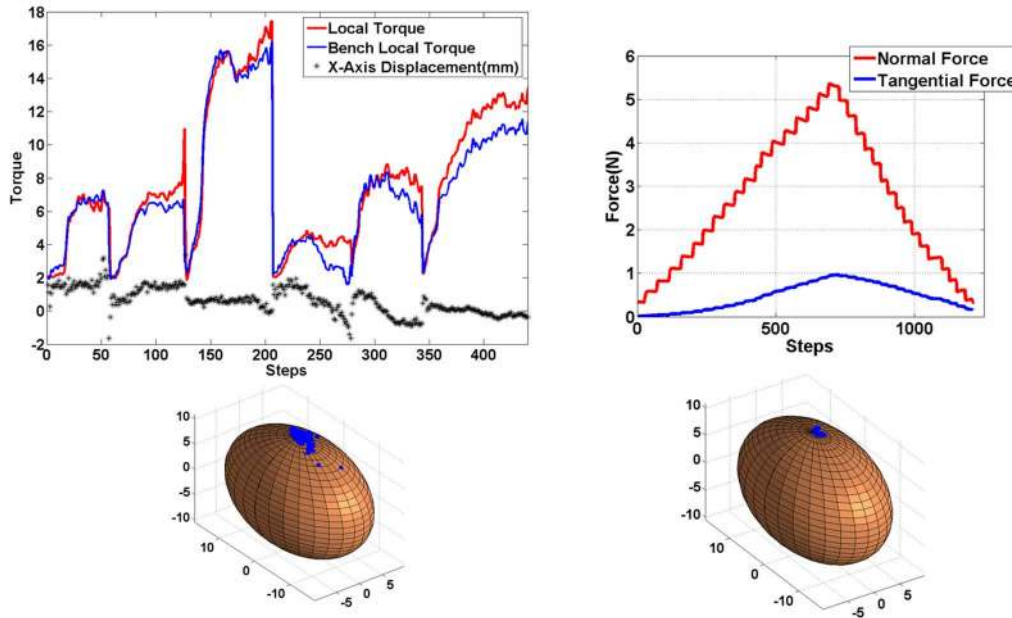 18
16
14
12
10
8
6
4
2
0
-2
Torque
Local Torque
Bench Local Torque
X-Axis Displacement(mm)
0 50 100 150 200 250 300 350 400
Steps
6
5
4
3
2
1
0
Force(N)
Normal Force
Tangential Force
0 500 1000
Steps
10
5
0
-5
-10
10
0
-10
-5 0 5
10
5
0
-5
-10
10
0
-10
-5 0 5